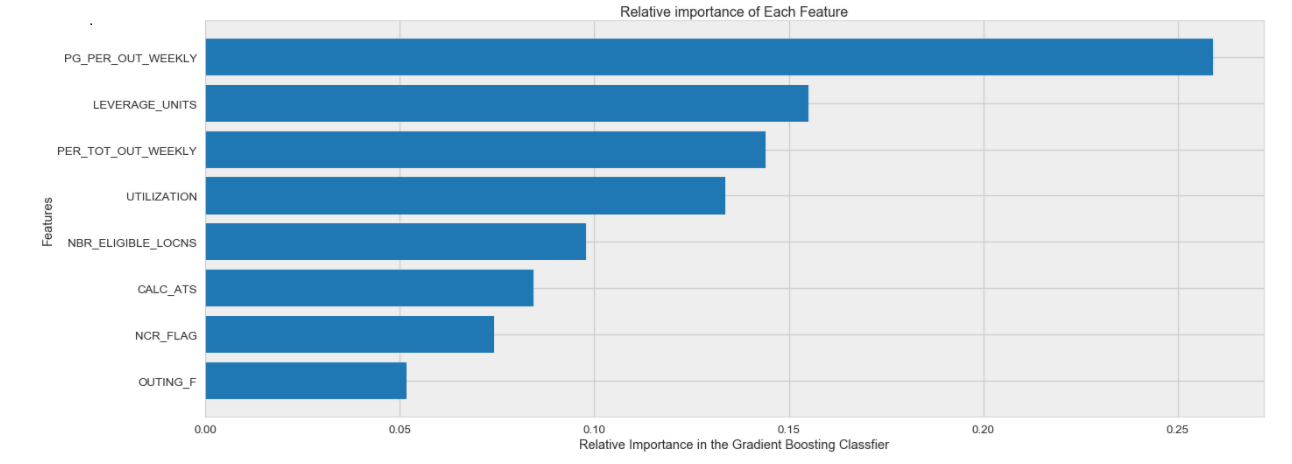 Relative importance of Each Feature
PG_PER_OUT_WEEKLY
LEVERAGE_UNITS
PER_TOT_OUT_WEEKLY
UTILIZATION
NBR_ELIGIBLE_LOCNS
CALC_ATS
NCR_FLAG
OUTING_F
Features
0.00 0.05 0.10 0.15 0.20 0.25
Relative Importance in the Gradient Boosting Classfier